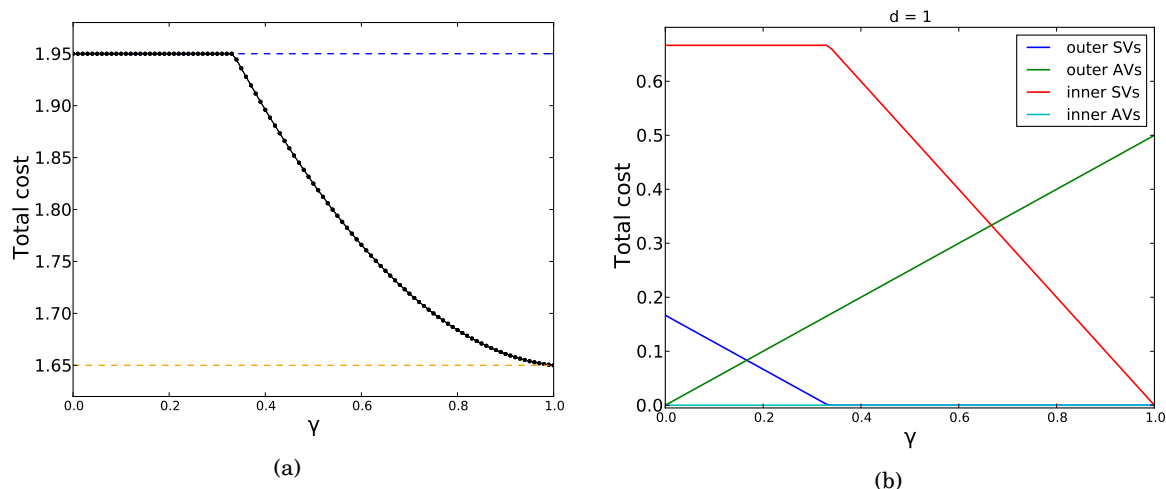 1.95
1.90
1.85
1.80
1.75
1.70
1.65
Total cost
0.0 0.2 0.4 0.6 0.8 1.0
γ
(a)
d = 1
outer SVs
outer AVs
inner SVs
inner AVs
0.6
0.5
0.4
0.3
0.2
0.1
0.0
Total cost
0.0 0.2 0.4 0.6 0.8 1.0
γ
(b)